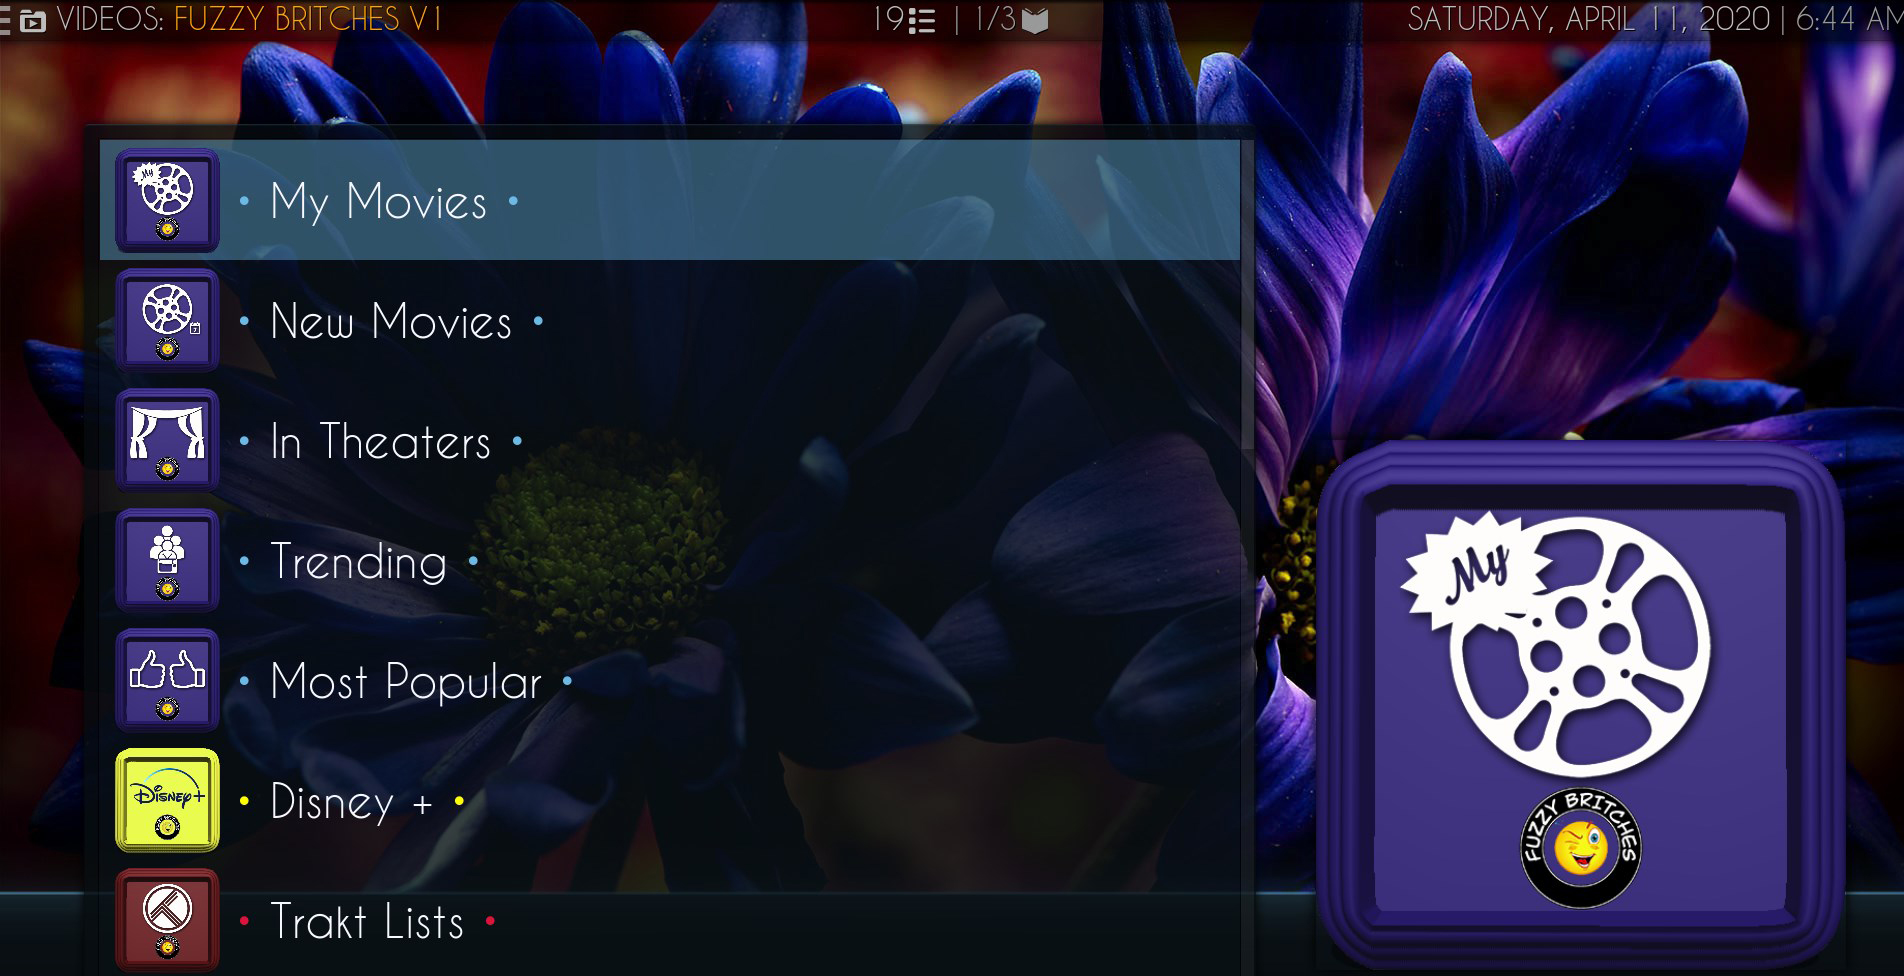 VIDEOS: FUZZY BRITCHES V1
19 | 1/3
SATURDAY, APRIL 11, 2020 | 6:44 AM
My
• My Movies •
• New Movies •
• In Theaters •
• Trending •
• Most Popular •
Disney+
• Disney + •
• Trakt Lists •
My
FUZZY BRITCHES